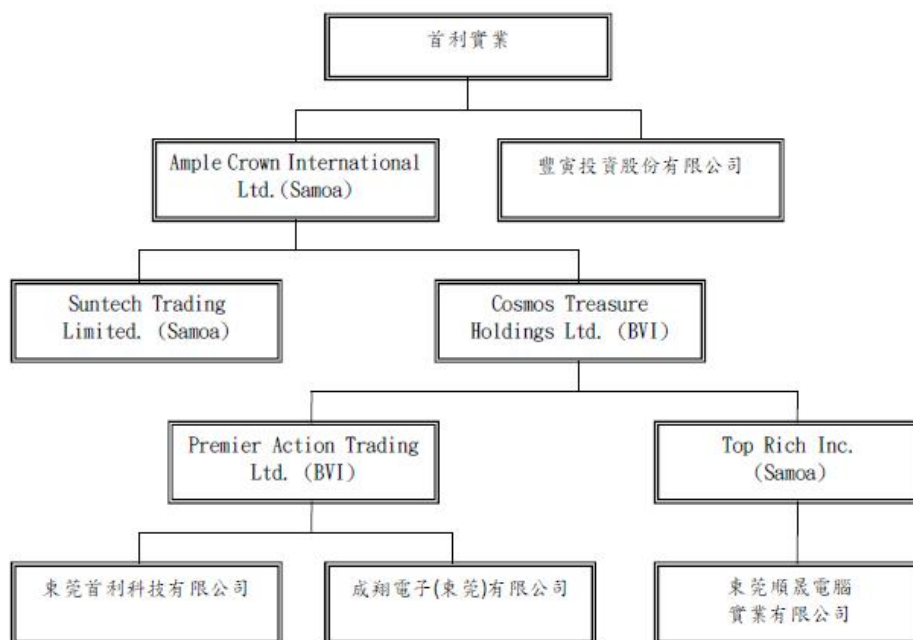 首利實業
Ample Crown International
Ltd.(Samoa)
豐寅投資股份有限公司
Suntech Trading
Limited. (Samoa)
Cosmos Treasure
Holdings Ltd. (BVI)
Premier Action Trading
Ltd. (BVI)
Top Rich Inc.
(Samoa)
東莞首利科技有限公司
成翔電子(東莞)有限公司
東莞順晟電腦
實業有限公司